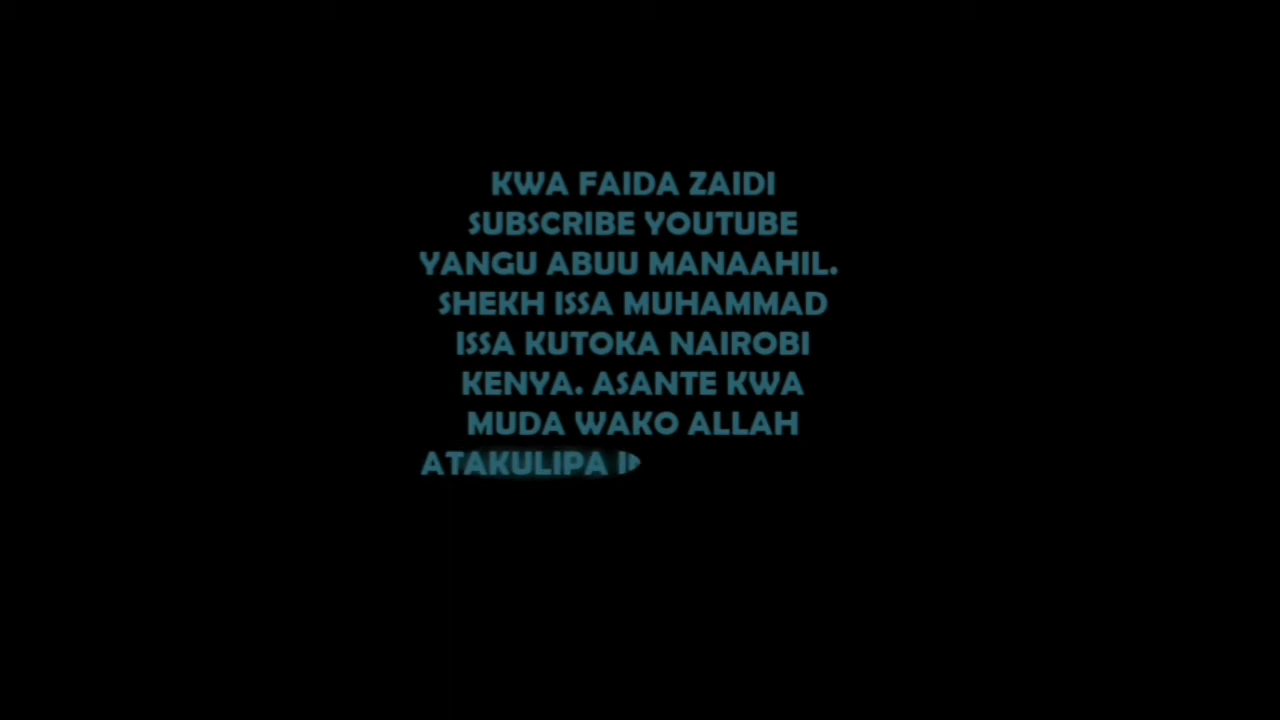 KWA FAIDA ZAIDI
SUBSCRIBE YOUTUBE
YANGU ABUU MANAAHIL.
SHEKH ISSA MUHAMMAD
ISSA KUTOKA NAIROBI
KENYA. ASANTE KWA
MUDA WAKO ALLAH
ATAKULIPA